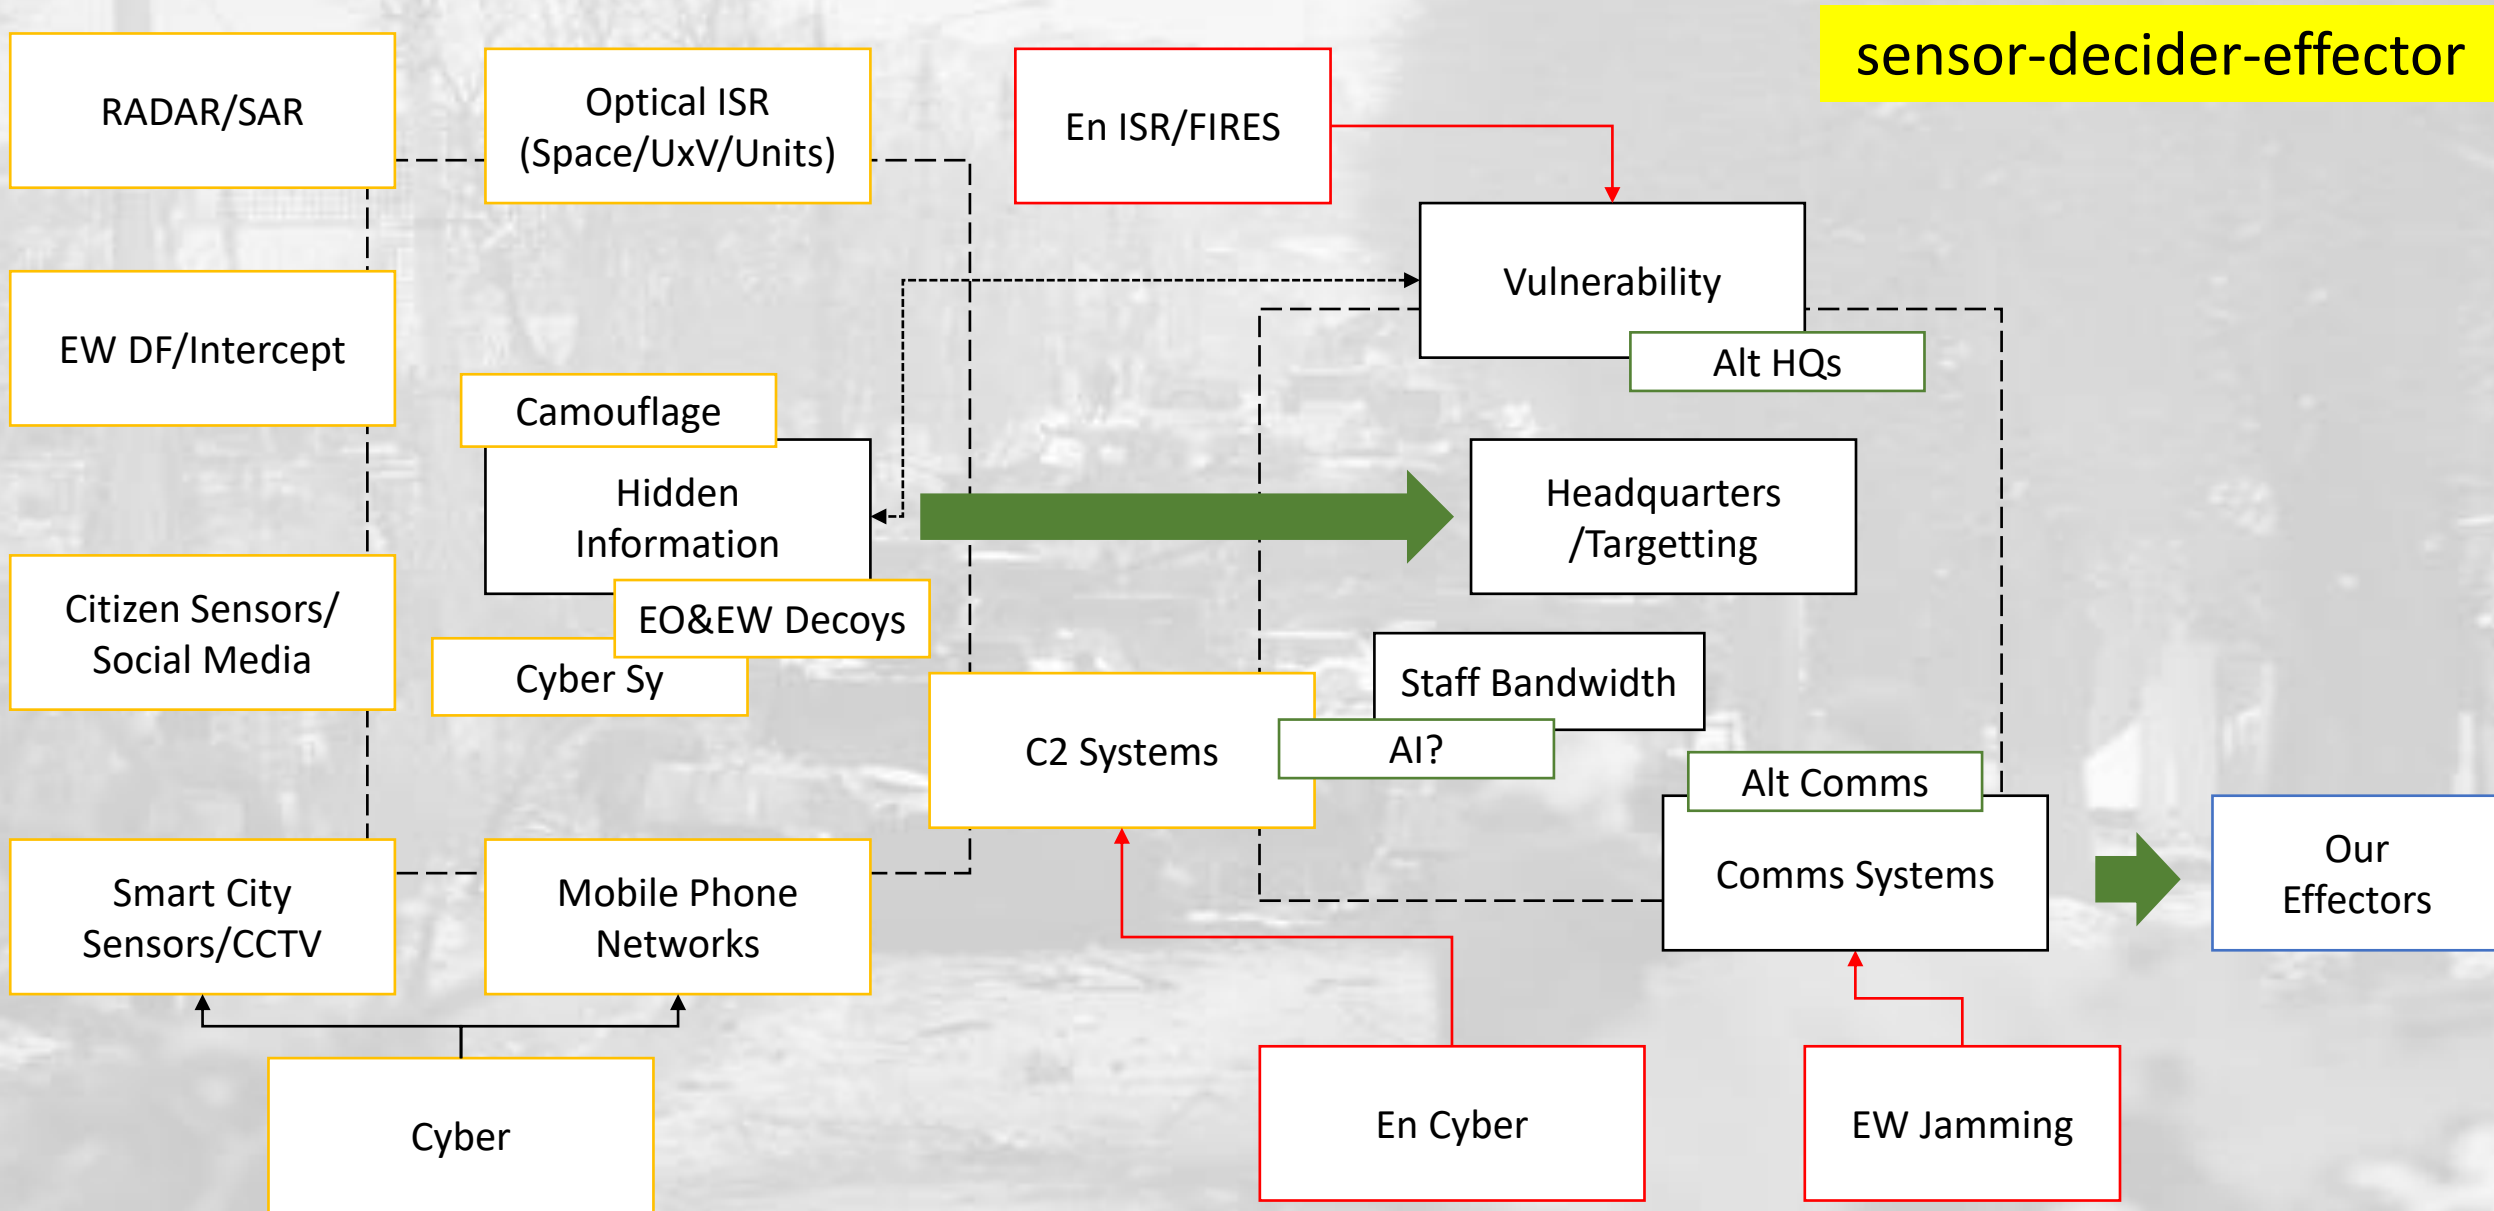 sensor-decider-effector
RADAR/SAR
Optical ISR
(Space/UxV/Units)
En ISR/FIRES
Vulnerability
Alt HQs
EW DF/Intercept
Camouflage
Hidden
Information
EO&EW Decoys
Cyber Sy
Headquarters
/Targetting
Citizen Sensors/
Social Media
Staff Bandwidth
C2 Systems
AI?
Alt Comms
Comms Systems
Our
Effectors
Smart City
Sensors/CCTV
Mobile Phone
Networks
Cyber
En Cyber
EW Jamming